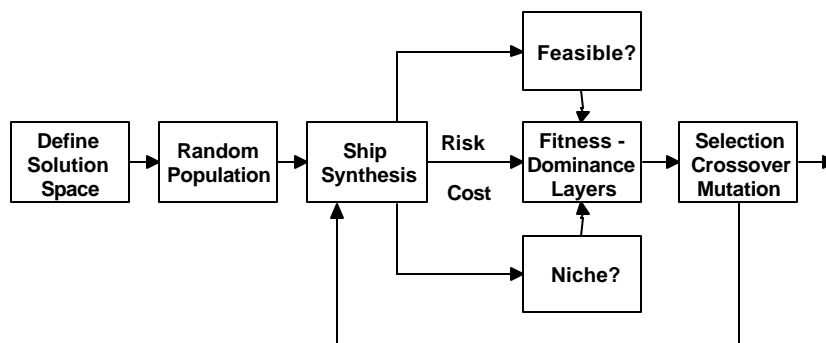 Feasible?
Define
Solution
Space
Random
Population
Ship
Synthesis
Risk
Cost
Fitness -
Dominance
Layers
Selection
Crossover
Mutation
Niche?